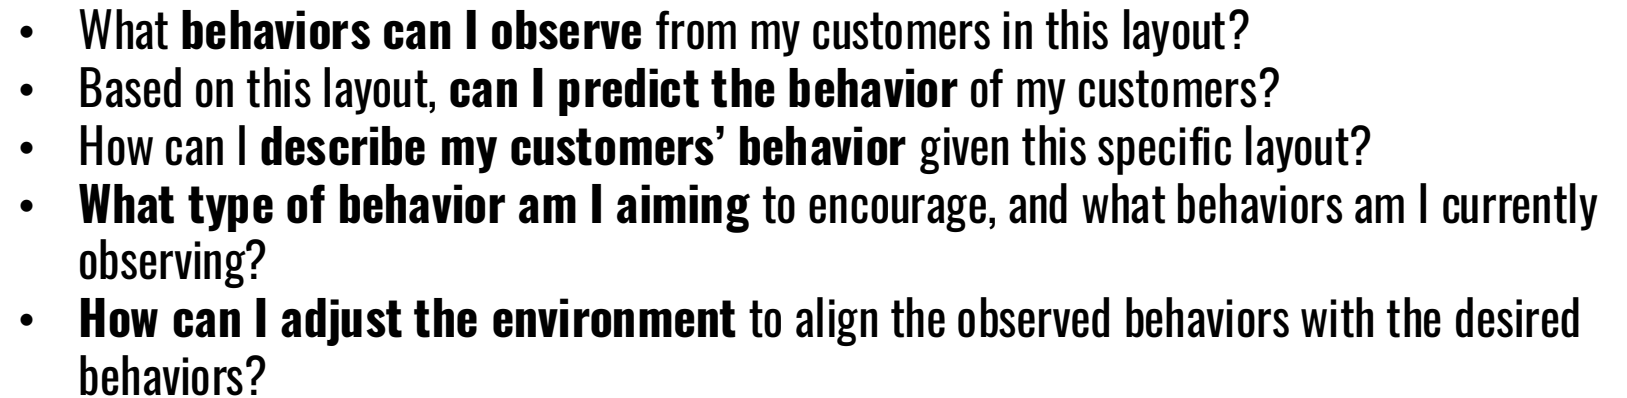 • What behaviors can I observe from my customers in this layout?
• Based on this layout, can I predict the behavior of my customers?
• How can I describe my customers’ behavior given this specific layout?
• What type of behavior am I aiming to encourage, and what behaviors am I currently
observing?
• How can I adjust the environment to align the observed behaviors with the desired
behaviors?